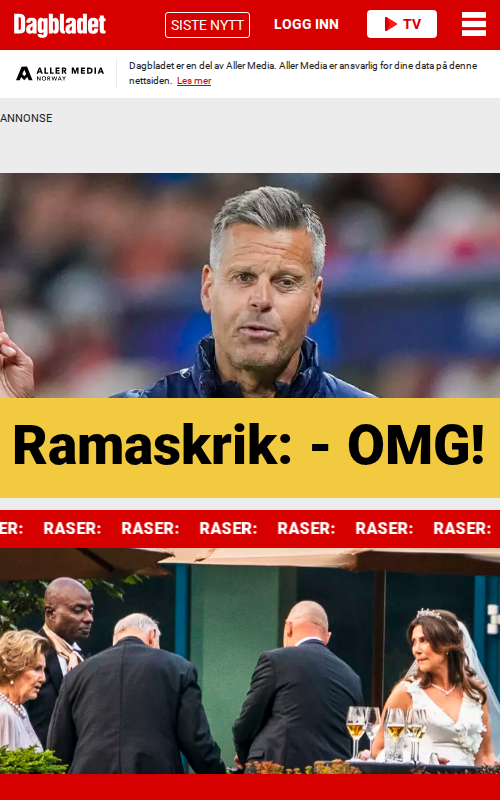 Dagbladet
SISTE NYTT
LOGG INN
TV
ALLER MEDIA
NORWAY
Dagbladet er en del av Aller Media. Aller Media er ansvarlig for dine data på denne
nettsiden. Les mer
ANNONSE
Ramaskrik: - OMG!
ER: RASER: RASER: RASER: RASER: RASER: RASER: